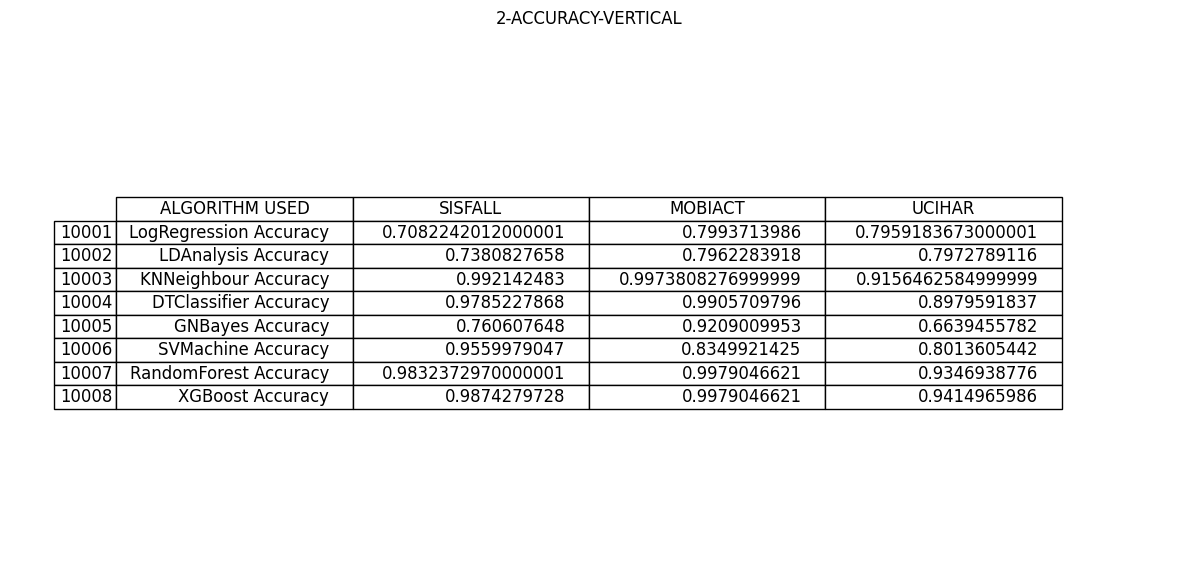 2-ACCURACY-VERTICAL
ALGORITHM USED SISFALL MOBIACT UCIHAR
10001 LogRegression Accuracy 0.7082242012000001 0.7993713986 0.7959183673000001
10002 LDAnalysis Accuracy 0.7380827658 0.7962283918 0.7972789116
10003 KNNeighbour Accuracy 0.992142483 0.9973808276999999 0.9156462584999999
10004 DTClassifier Accuracy 0.9785227868 0.9905709796 0.8979591837
10005 GNBayes Accuracy 0.760607648 0.9209009953 0.6639455782
10006 SVMachine Accuracy 0.9559979047 0.8349921425 0.8013605442
10007 RandomForest Accuracy 0.9832372970000001 0.9979046621 0.9346938776
10008 XGBoost Accuracy 0.9874279728 0.9979046621 0.9414965986